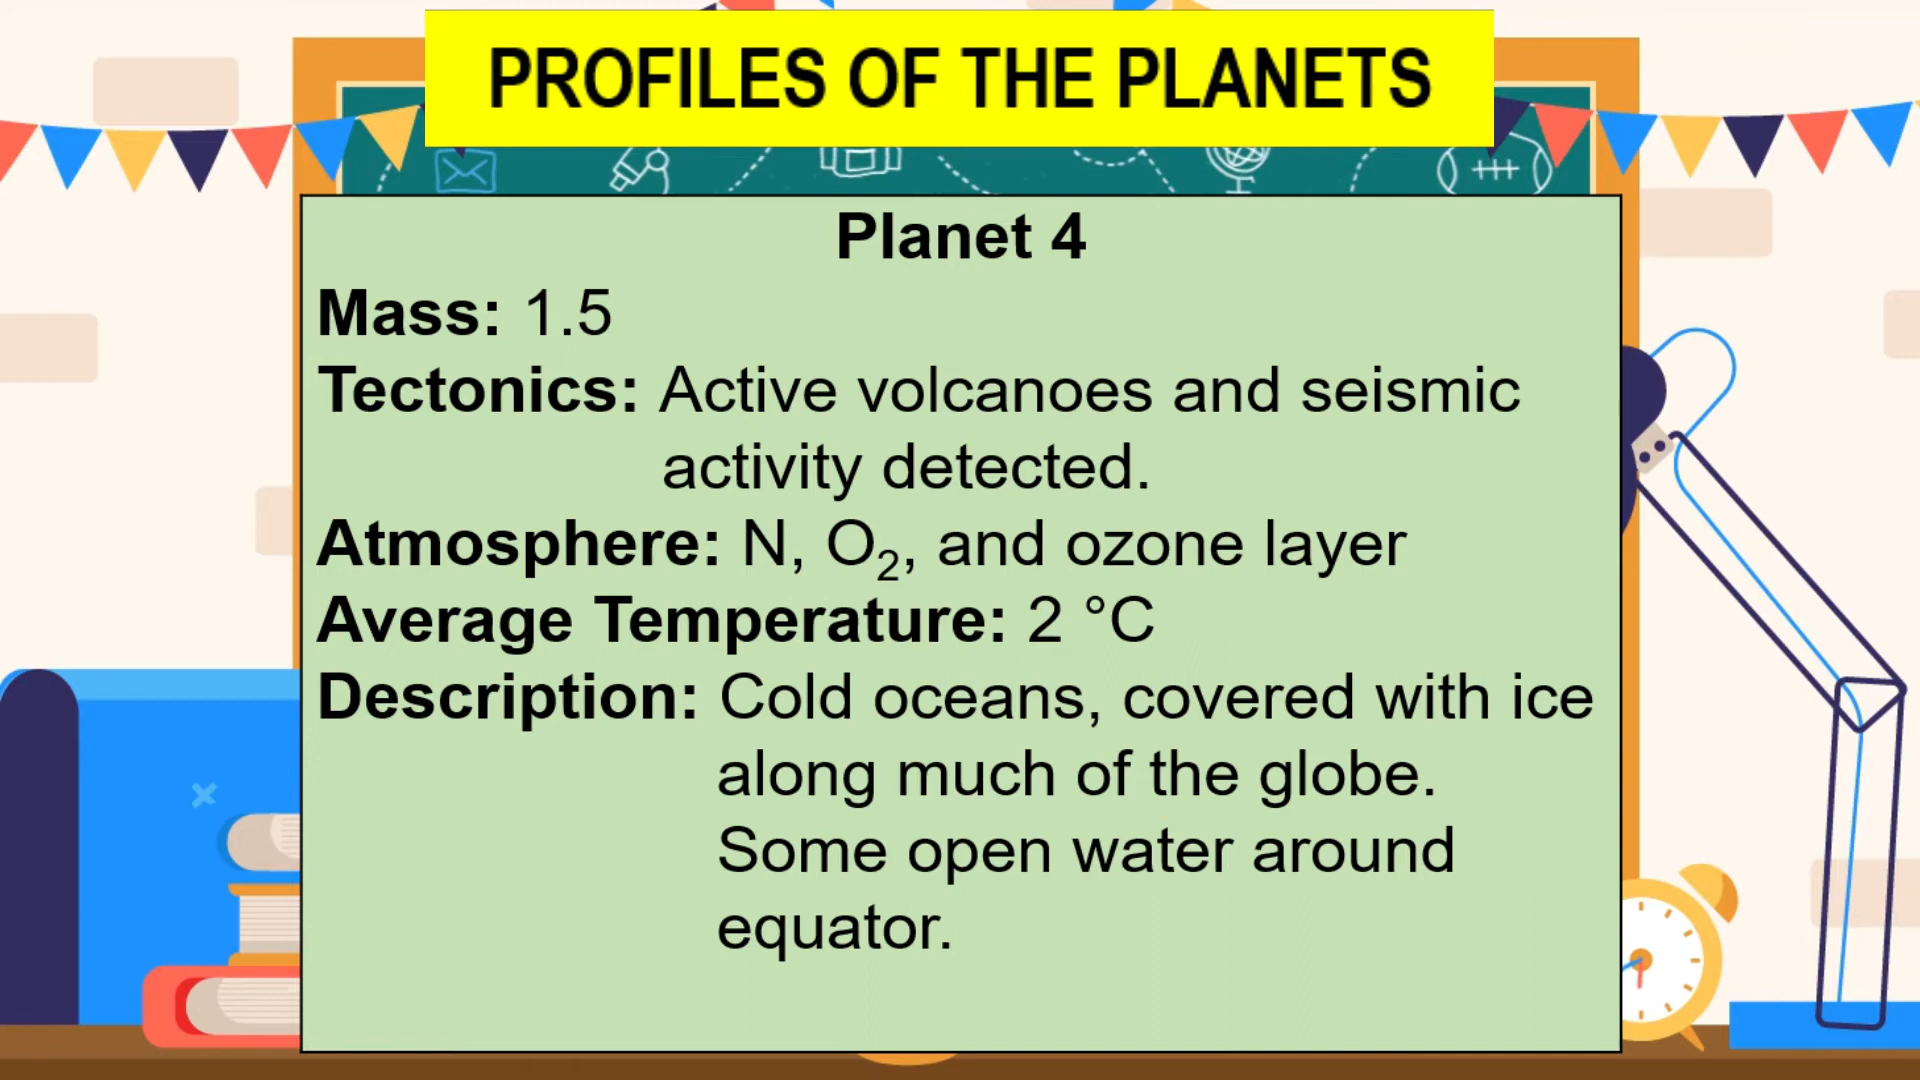 PROFILES OF THE PLANETS
Planet 4
Mass: 1.5
Tectonics: Active volcanoes and seismic
activity detected.
Atmosphere: N, O₂, and ozone layer
Average Temperature: 2 °C
Description: Cold oceans, covered with ice
along much of the globe.
Some open water around
equator.